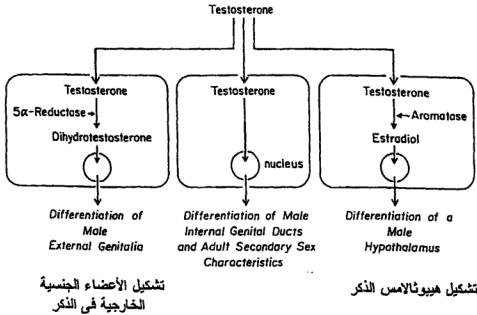 Testosterone
Testosterone
5α-Reductase
Dihydrotestosterone
Differentiation of
Male
External Genitalia
تشكيل الأعضاء الجنسية
الخارجية في الذكر
Testosterone
nucleus
Differentiation of Male
Internal Genital Ducts
and Adult Secondary Sex
Characteristics
Testosterone
Aromatase
Estradiol
Differentiation of a
Male
Hypothalamus
تشكيل هيبوثالامس الذكر